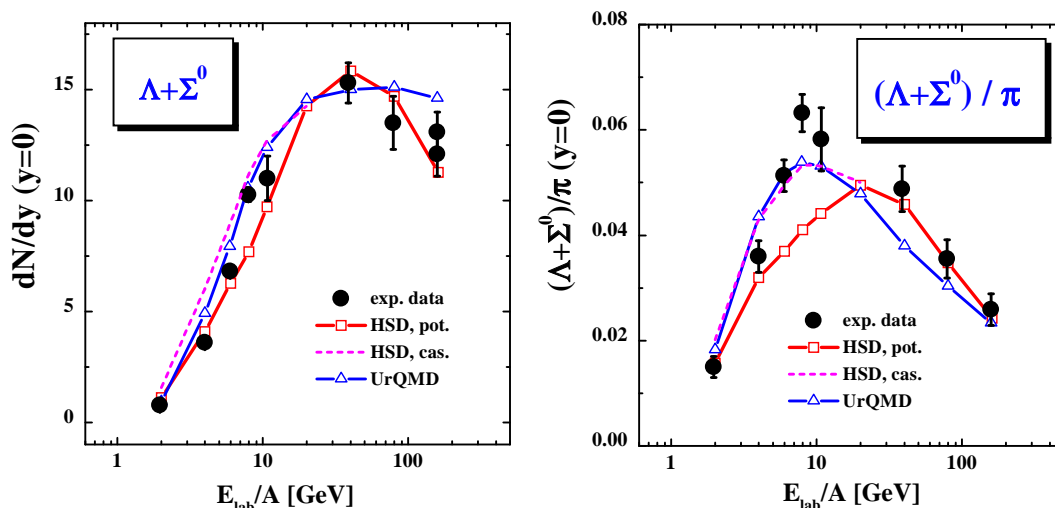 Λ+Σ⁰
dN/dy (y=0)
15
10
5
0
exp. data
HSD, pot.
HSD, cas.
UrQMD
1
10
100
E_lab/A [GeV]
(Λ+Σ⁰) / π
(Λ+Σ⁰)/π (y=0)
0.08
0.06
0.04
0.02
0.00
exp. data
HSD, pot.
HSD, cas.
UrQMD
1
10
100
E_lab/A [GeV]